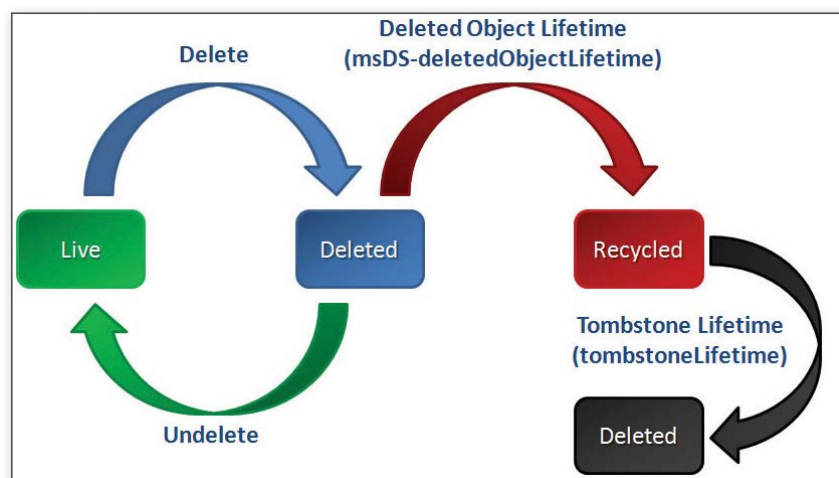 Delete
Deleted Object Lifetime
(msDS-deletedObjectLifetime)
Live
Deleted
Recycled
Tombstone Lifetime
(tombstoneLifetime)
Undelete
Deleted